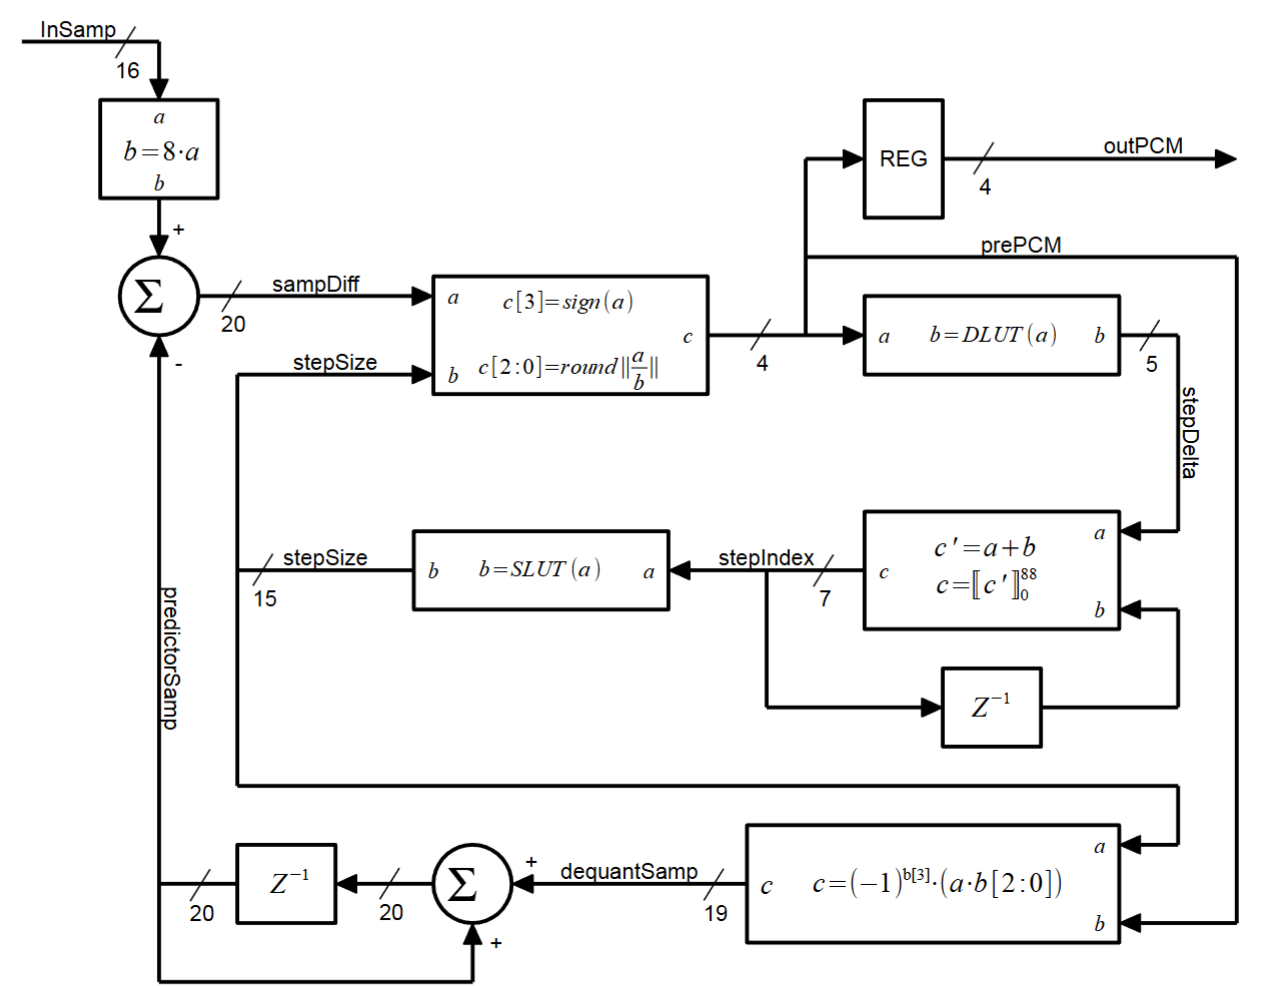 InSamp
16
a
b=8·a
b
+
Σ
-
sampDiff
20
stepSize
a
c[3]=sign(a)
c
b
c[2:0]=round‖a/b‖
4
REG
outPCM
4
prePCM
a
b=DLUT(a)
b
5
stepDelta
stepSize
15
b
b=SLUT(a)
a
stepIndex
7
c
c'=a+b
c=⟦c'⟧₀⁸⁸
a
b
Z⁻¹
predictorSamp
20
Z⁻¹
20
Σ
+
+
dequantSamp
19
c
c=(−1)ᵇ[³]·(a·b[2:0])
a
b